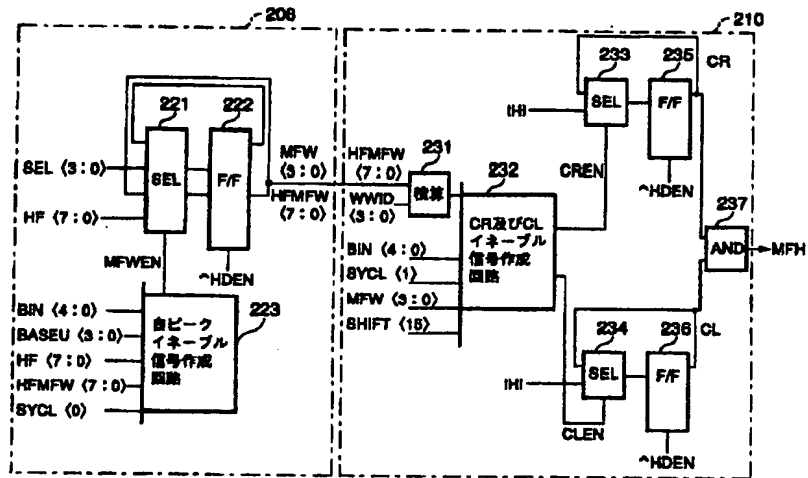 208
210
221
222
SEL ⟨3:0⟩
SEL
F/F
HF ⟨7:0⟩
MFWEN
^HDEN
MFW
⟨3:0⟩
HFMFW
⟨7:0⟩
BIN ⟨4:0⟩
BASEU ⟨3:0⟩
HF ⟨7:0⟩
HFMFW ⟨7:0⟩
SYCL ⟨0⟩
白ピーク
イネーブル
信号作成
回路
223
HFMFW
⟨7:0⟩
231
WWID
⟨3:0⟩
検算
232
CR及びCL
イネーブル
信号作成
回路
BIN ⟨4:0⟩
SYCL ⟨1⟩
MFW ⟨3:0⟩
SHIFT ⟨15⟩
233
235
CR
IHI
SEL
F/F
CREN
^HDEN
237
AND
MFH
234
236
CL
IHI
SEL
F/F
CLEN
^HDEN